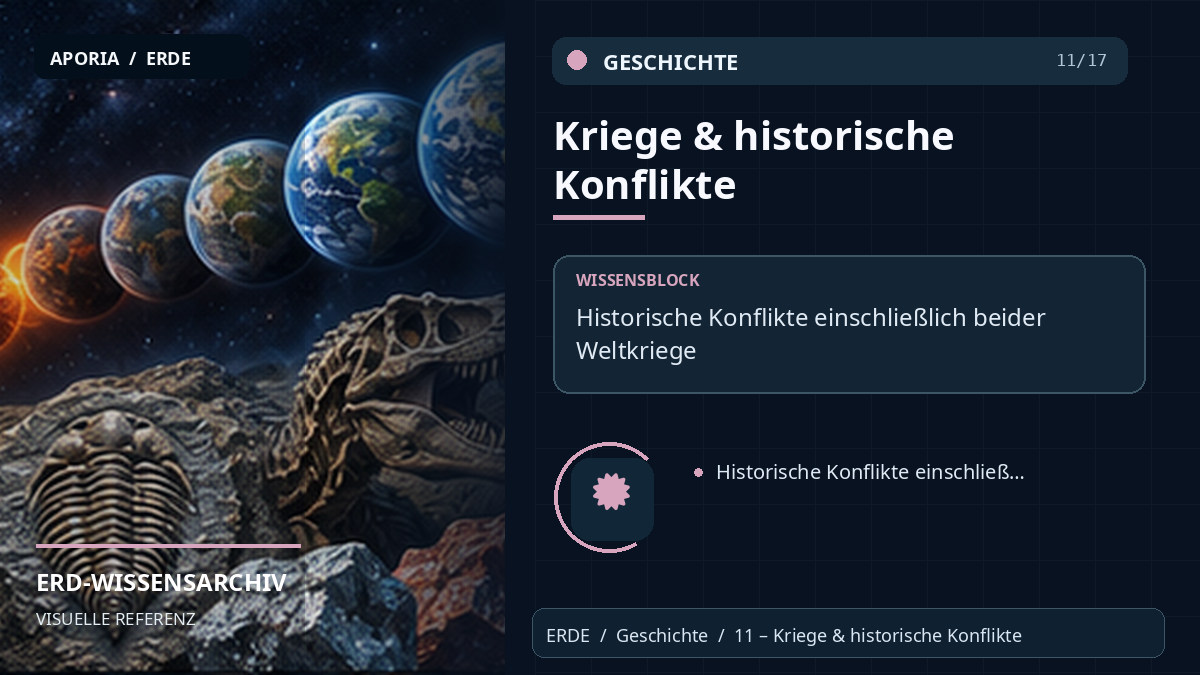 APORIA / ERDE
ERD-WISSENSARCHIV
VISUELLE REFERENZ
GESCHICHTE
11/17
Kriege & historische
Konflikte
WISSENSBLOCK
Historische Konflikte einschließlich beider
Weltkriege
Historische Konflikte einschließ...
ERDE / Geschichte / 11 – Kriege & historische Konflikte